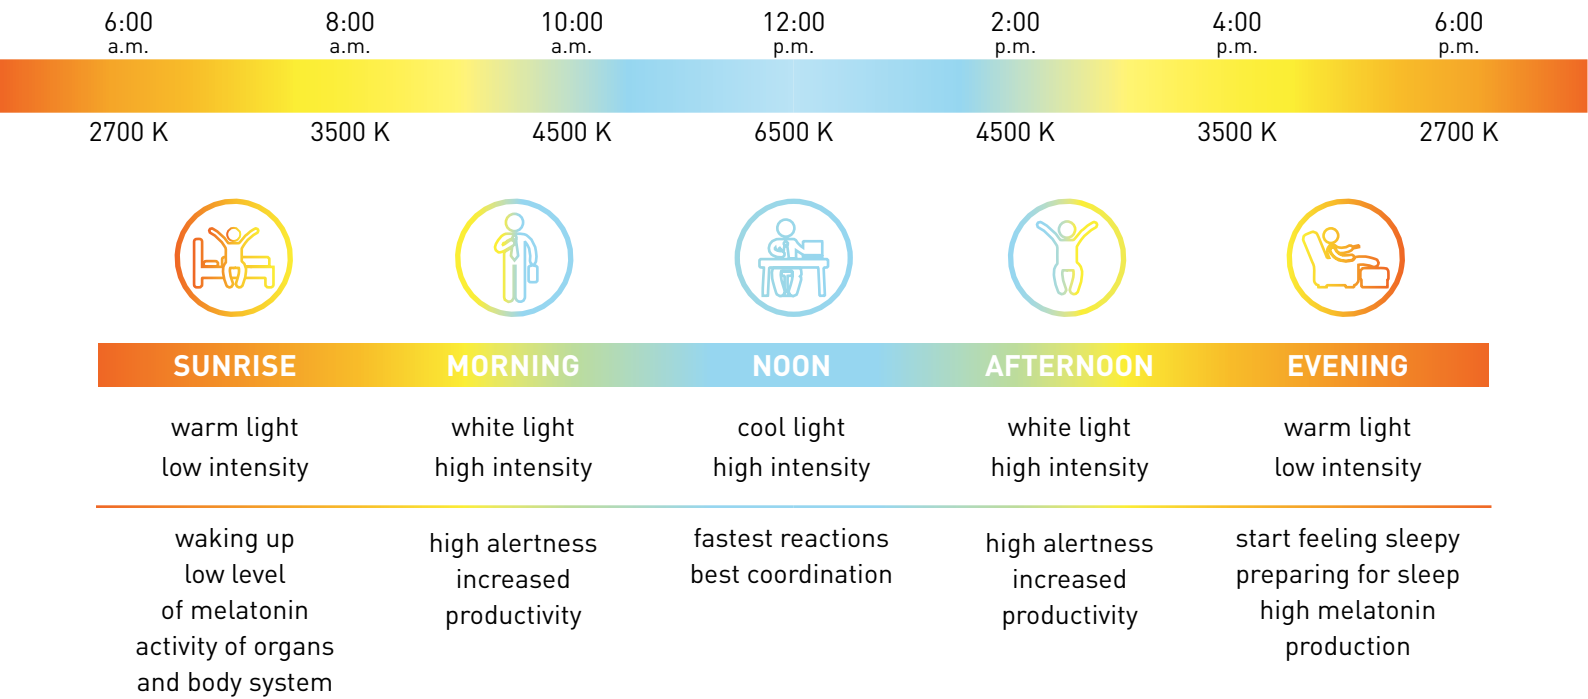 6:00 8:00 10:00 12:00 2:00 4:00 6:00
a.m. a.m. a.m. p.m. p.m. p.m. p.m.
2700 K 3500 K 4500 K 6500 K 4500 K 3500 K 2700 K
SUNRISE MORNING NOON AFTERNOON EVENING
warm light white light cool light white light warm light
low intensity high intensity high intensity high intensity low intensity
waking up
low level
of melatonin
activity of organs
and body system
high alertness
increased
productivity
fastest reactions
best coordination
high alertness
increased
productivity
start feeling sleepy
preparing for sleep
high melatonin
production